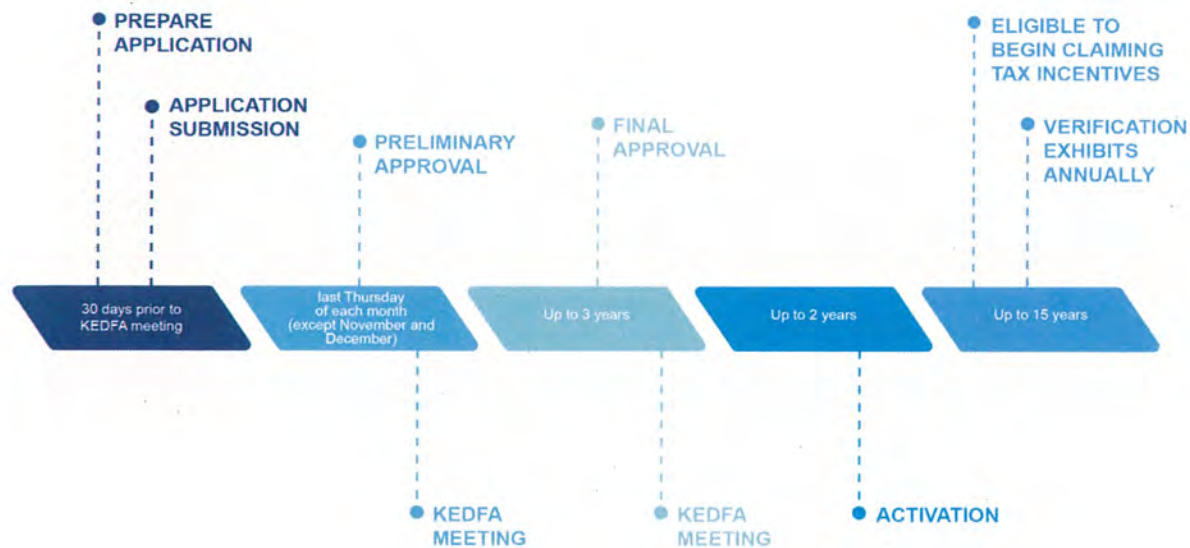 PREPARE
APPLICATION
APPLICATION
SUBMISSION
PRELIMINARY
APPROVAL
FINAL
APPROVAL
ELIGIBLE TO
BEGIN CLAIMING
TAX INCENTIVES
VERIFICATION
EXHIBITS
ANNUALLY
30 days prior to
KEDFA meeting
last Thursday
of each month
(except November and
December)
Up to 3 years
Up to 2 years
Up to 15 years
KEDFA
MEETING
KEDFA
MEETING
ACTIVATION